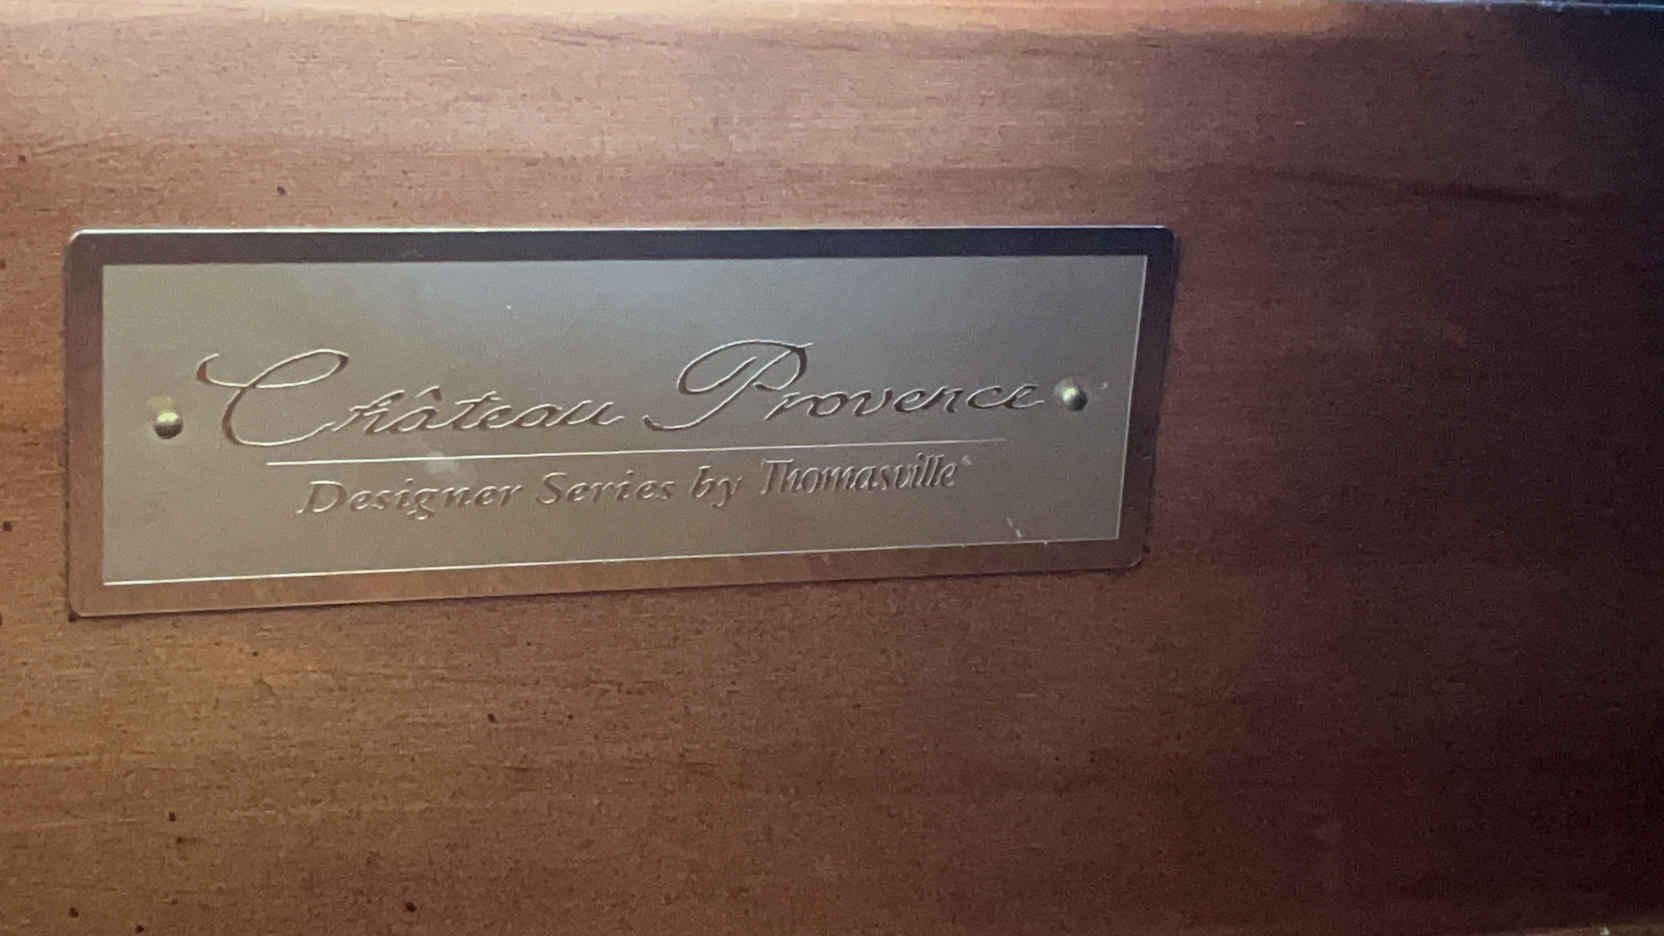 Château Provence
Designer Series by Thomasville®